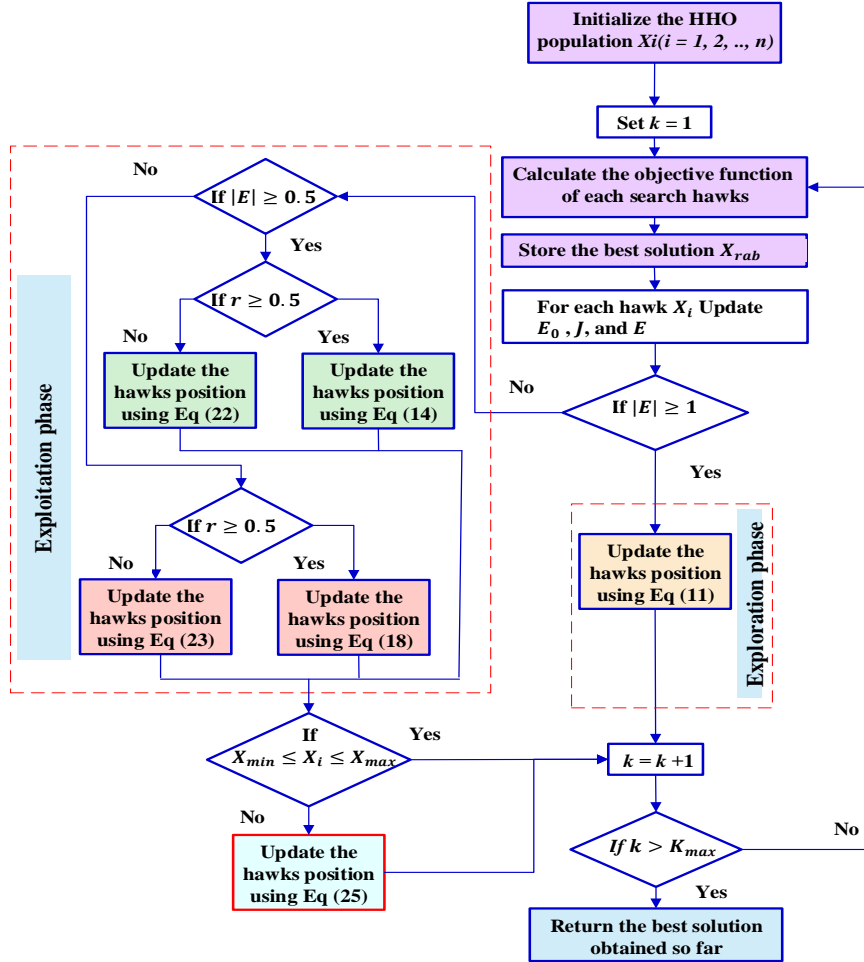 Initialize the HHO
population Xi(i = 1, 2, .., n)
Set k = 1
Calculate the objective function
of each search hawks
Store the best solution X_rab
For each hawk X_i Update
E_0 , J, and E
If |E| ≥ 1
No
Yes
If |E| ≥ 0.5
No
Yes
If r ≥ 0.5
No
Yes
Update the
hawks position
using Eq (22)
Update the
hawks position
using Eq (14)
Exploitation phase
If r ≥ 0.5
No
Yes
Update the
hawks position
using Eq (23)
Update the
hawks position
using Eq (18)
Update the
hawks position
using Eq (11)
Exploration phase
If
X_min ≤ X_i ≤ X_max
Yes
No
Update the
hawks position
using Eq (25)
k = k +1
If k > K_max
No
Yes
Return the best solution
obtained so far